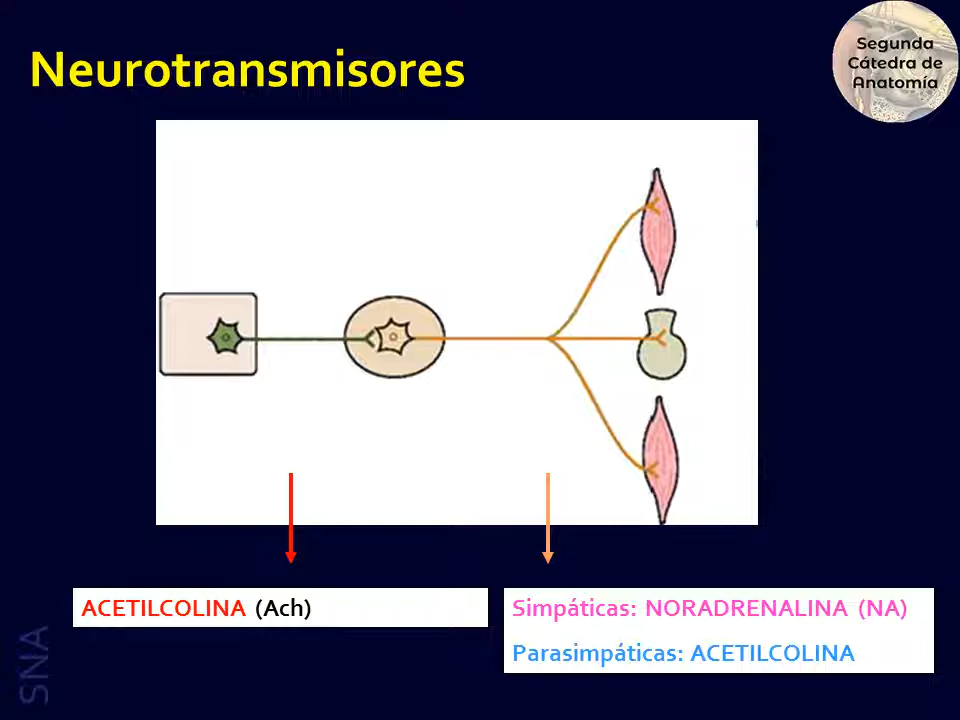 Neurotransmisores
Segunda
Cátedra de
Anatomía
ACETILCOLINA (Ach)
Simpáticas: NORADRENALINA (NA)
Parasimpáticas: ACETILCOLINA
SNA